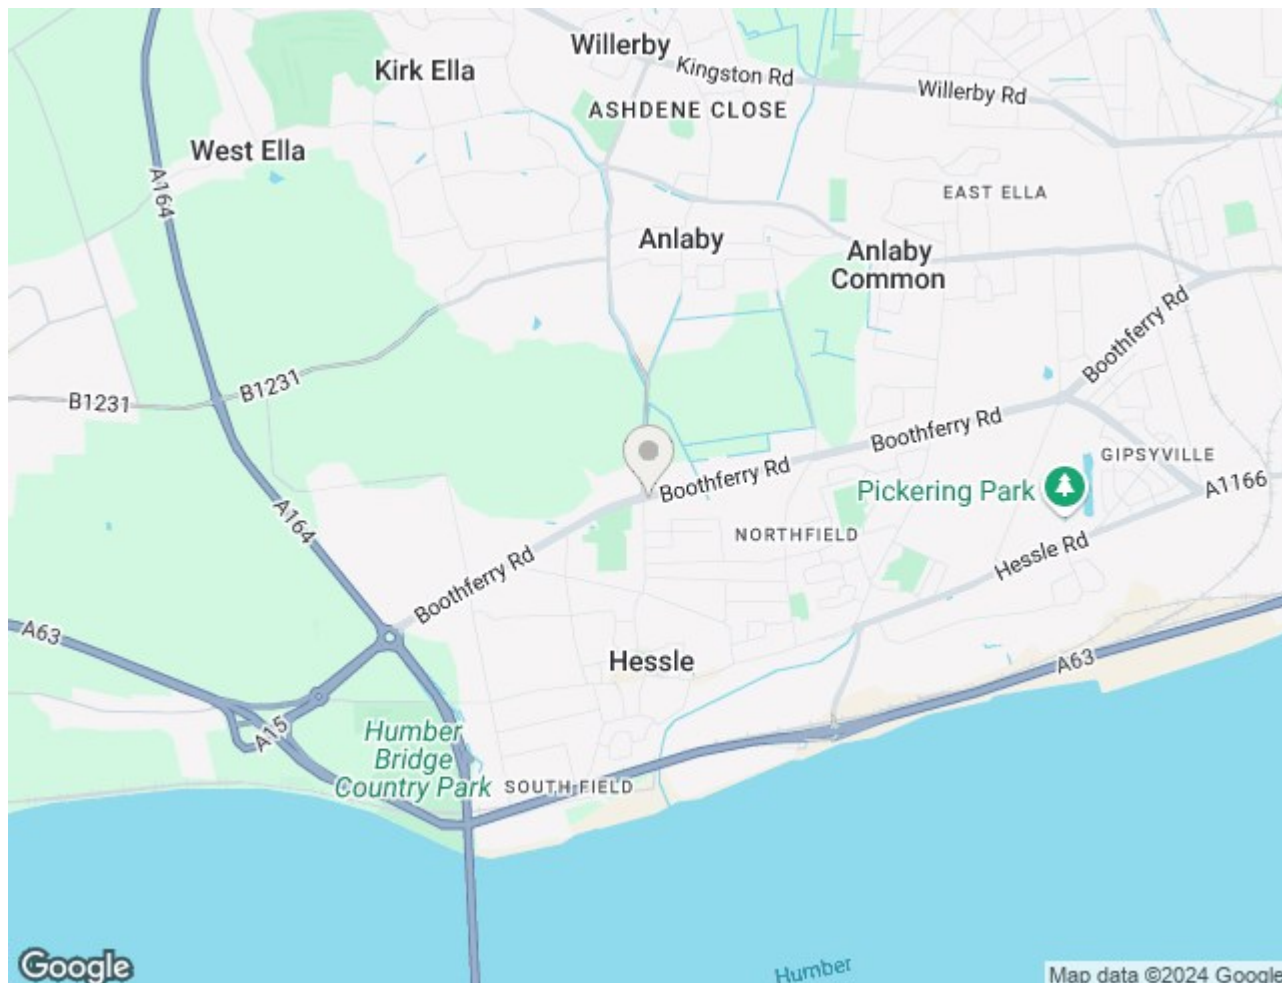 Willerby
Kirk Ella
Kingston Rd
Willerby Rd
ASHDENE CLOSE
West Ella
A164
EAST ELLA
Anlaby
Anlaby
Common
Boothferry Rd
B1231
B1231
Boothferry Rd
GIPSYVILLE
Boothferry Rd
Pickering Park
A1166
A164
NORTHFIELD
Hessle Rd
Boothferry Rd
A63
Hessle
A63
A15
Humber
Bridge
Country Park
SOUTH FIELD
Humber
Google
Map data ©2024 Google